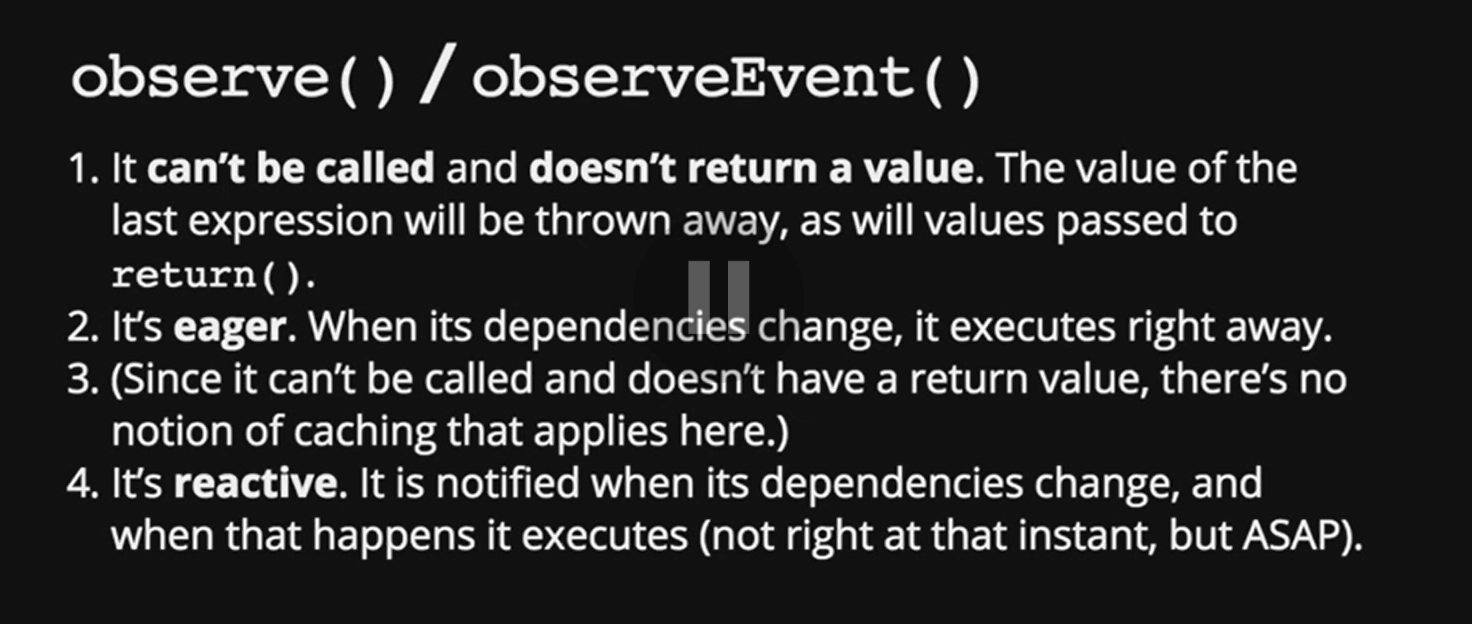 observe() / observeEvent()
1. It can’t be called and doesn’t return a value. The value of the
last expression will be thrown away, as will values passed to
return().
2. It’s eager. When its dependencies change, it executes right away.
3. (Since it can’t be called and doesn’t have a return value, there’s no
notion of caching that applies here.)
4. It’s reactive. It is notified when its dependencies change, and
when that happens it executes (not right at that instant, but ASAP).